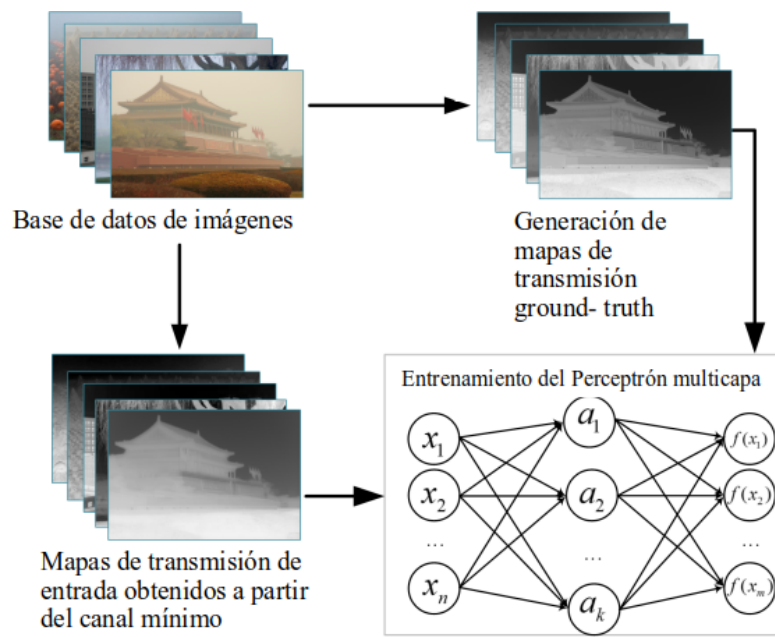 Base de datos de imágenes
Generación de
mapas de
transmisión
ground- truth
Mapas de transmisión de
entrada obtenidos a partir
del canal mínimo
Entrenamiento del Perceptrón multicapa
x₁ a₁ f(x₁)
x₂ a₂ f(x₂)
... ... ...
xₙ aₖ f(xₘ)